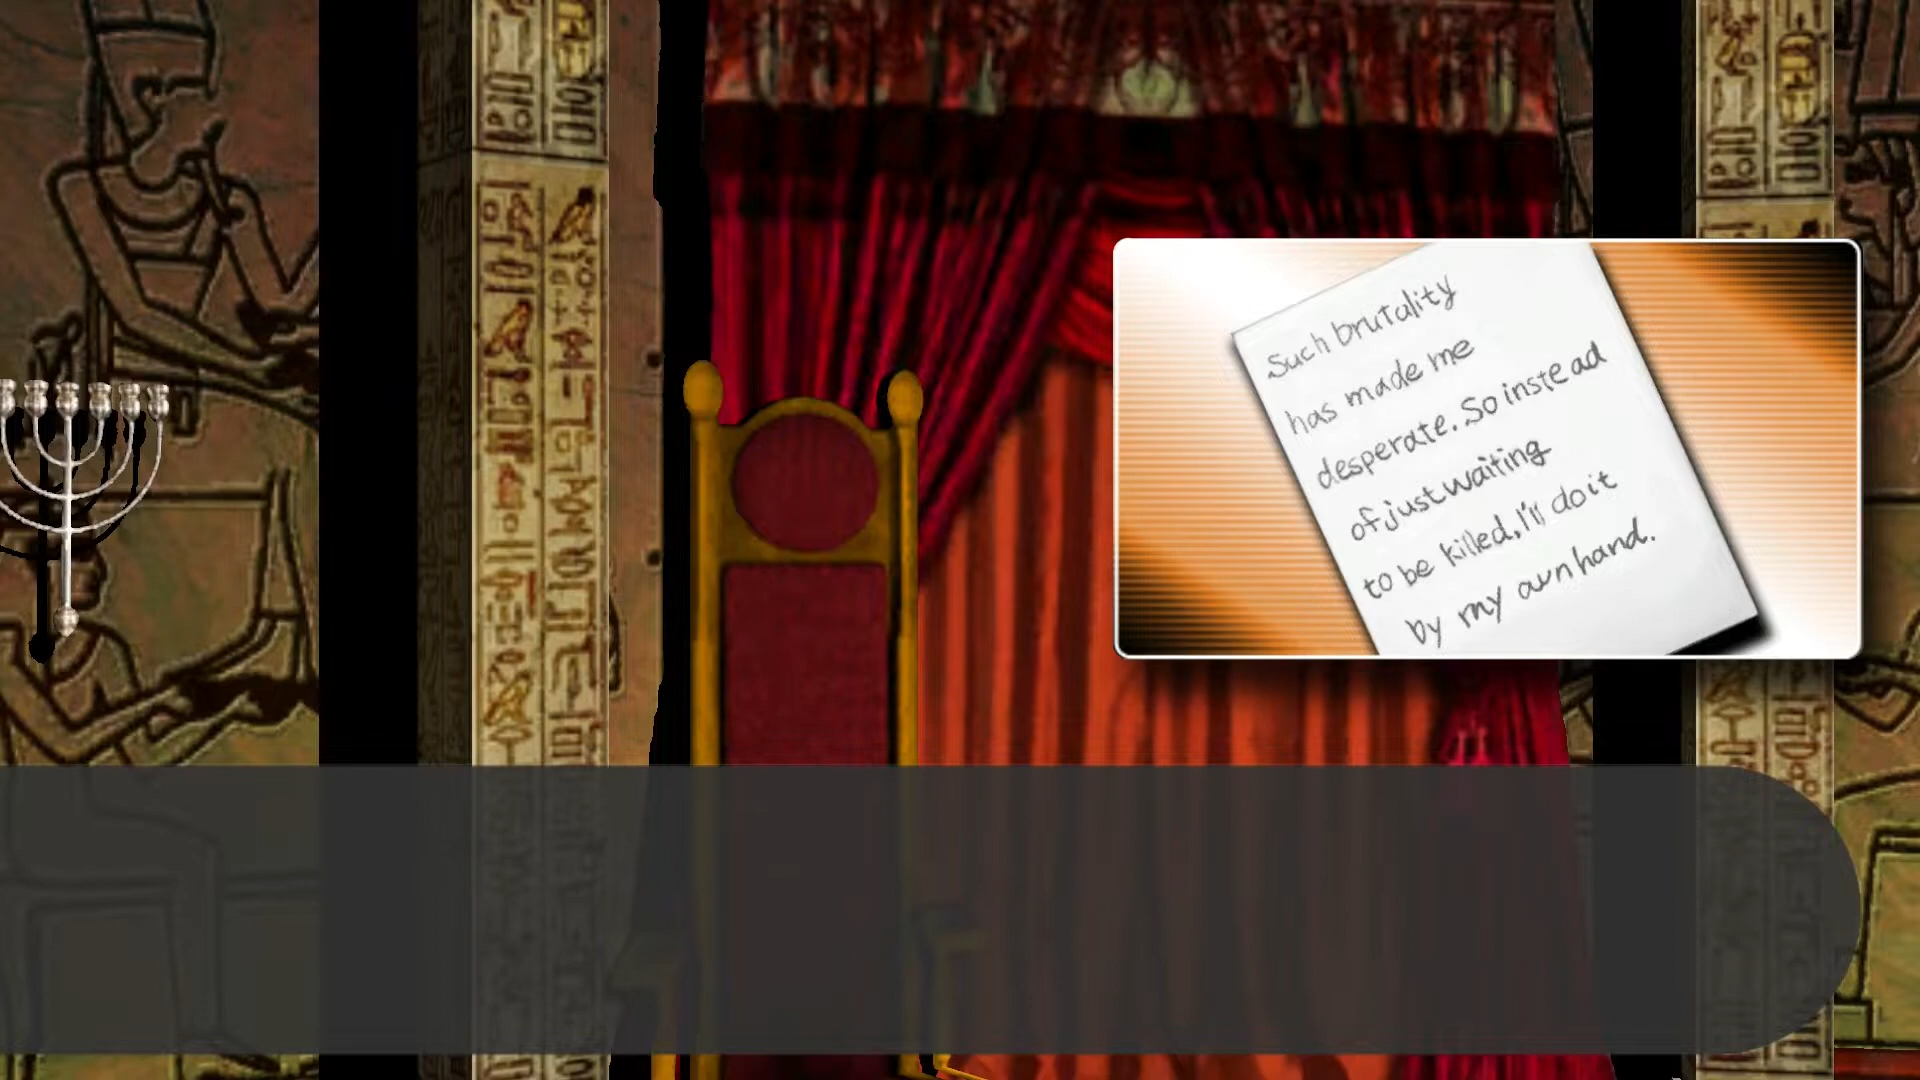 Such brutality
has made me
desperate. So instead
of just waiting
to be killed, I'll do it
by my own hand.